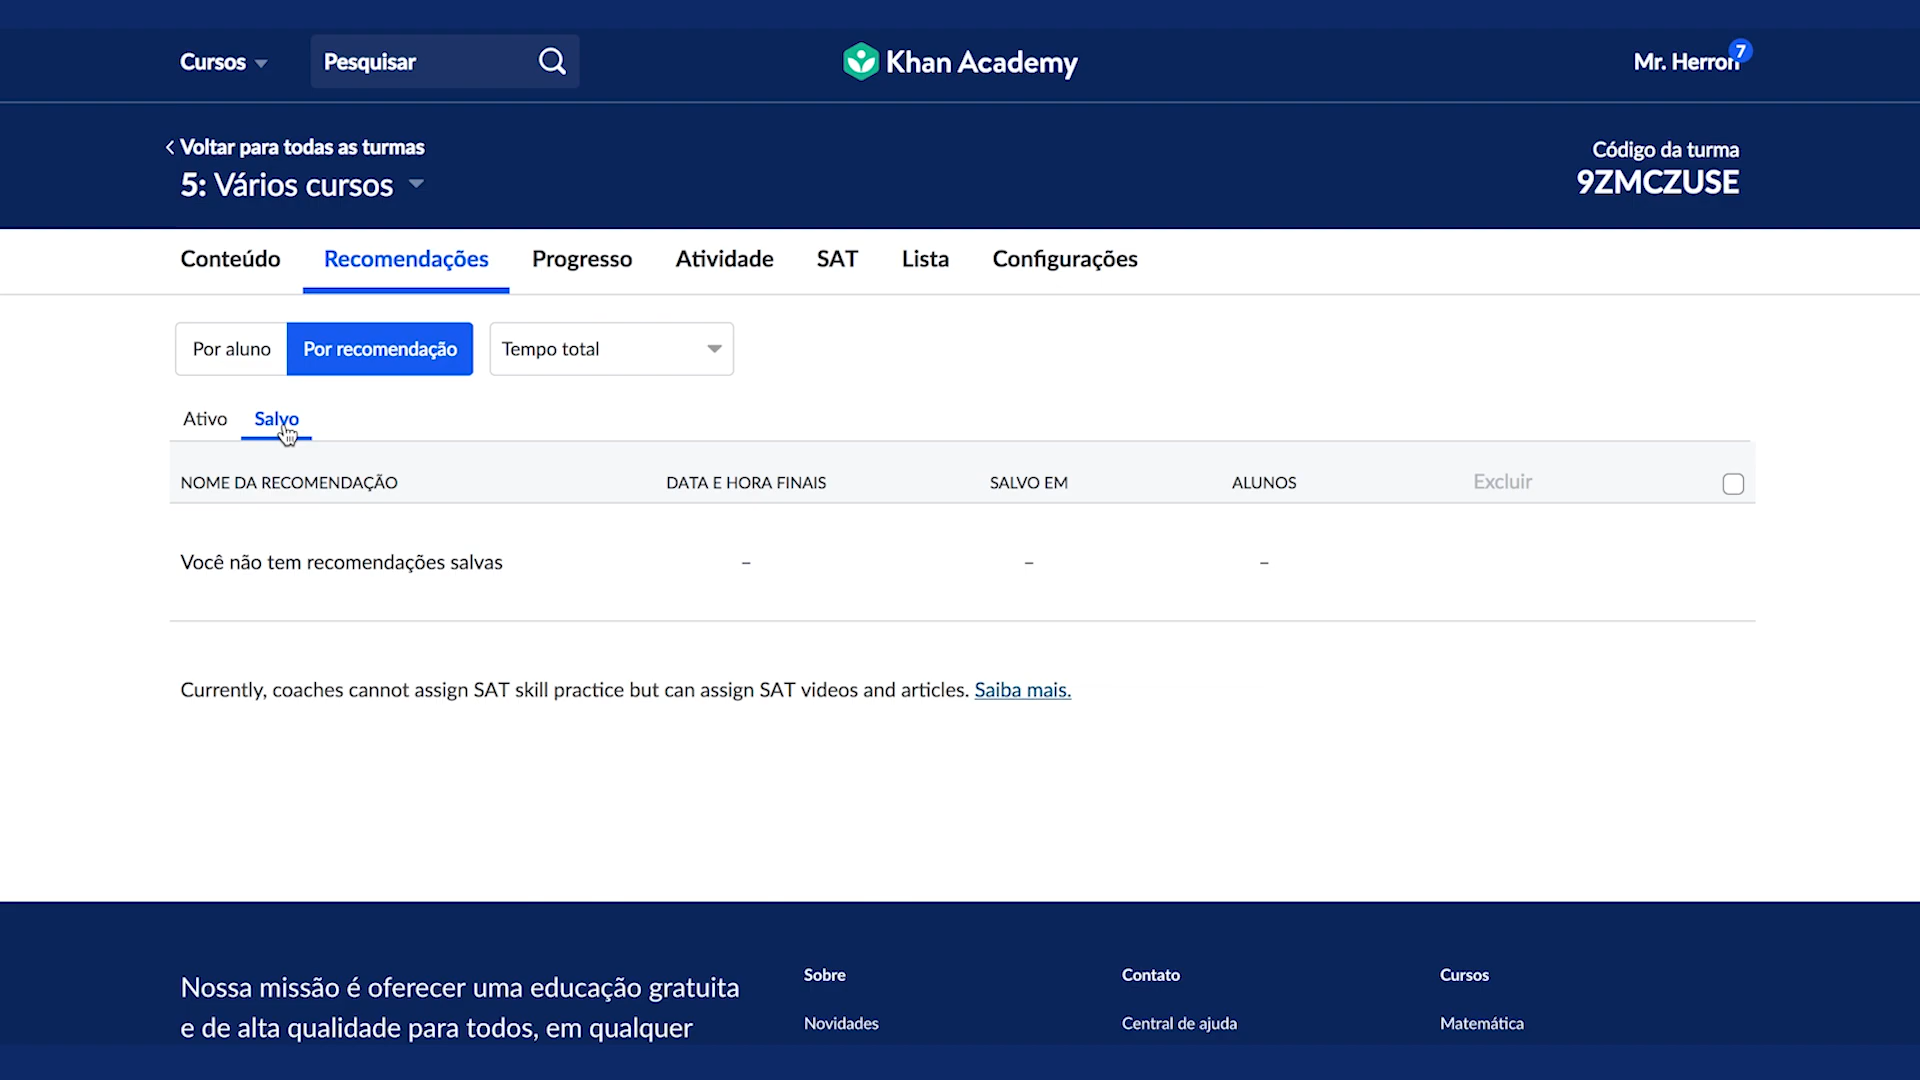 Cursos
Pesquisar
Khan Academy
Mr. Herron
7
Voltar para todas as turmas
5: Vários cursos
Código da turma
9ZMCZUSE
Conteúdo
Recomendações
Progresso
Atividade
SAT
Lista
Configurações
Por aluno
Por recomendação
Tempo total
Ativo
Salvo
NOME DA RECOMENDAÇÃO
DATA E HORA FINAIS
SALVO EM
ALUNOS
Excluir
Você não tem recomendações salvas
–
–
–
Currently, coaches cannot assign SAT skill practice but can assign SAT videos and articles. Saiba mais.
Nossa missão é oferecer uma educação gratuita
e de alta qualidade para todos, em qualquer
Sobre
Novidades
Contato
Central de ajuda
Cursos
Matemática